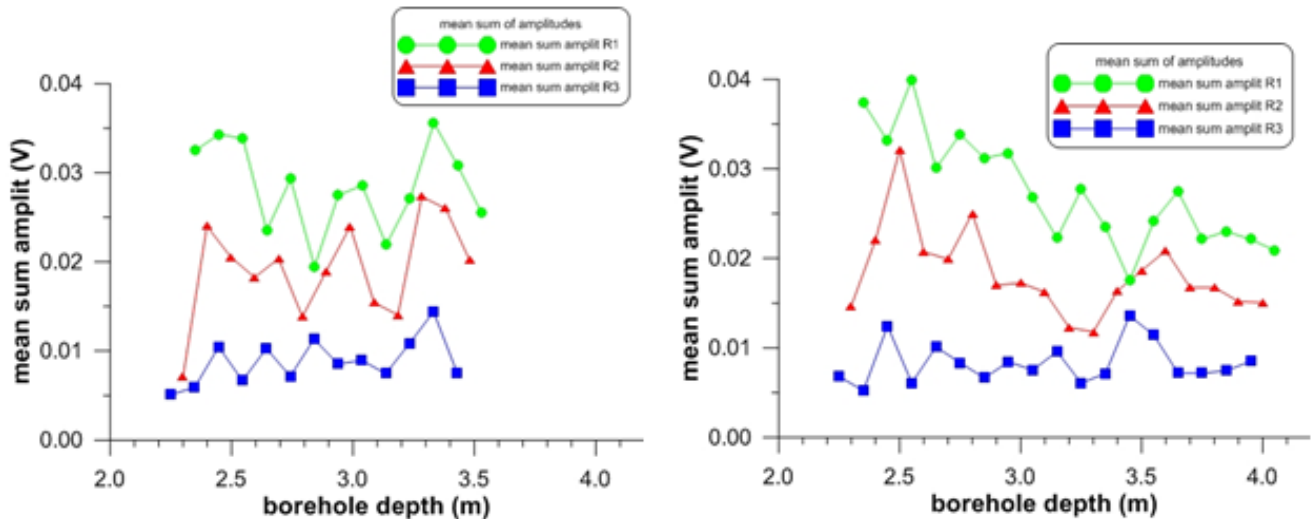 mean sum of amplitudes
mean sum amplit R1
mean sum amplit R2
mean sum amplit R3
mean sum amplit (V)
0.04
0.03
0.02
0.01
0.00
2.0 2.5 3.0 3.5 4.0
borehole depth (m)
mean sum of amplitudes
mean sum amplit R1
mean sum amplit R2
mean sum amplit R3
mean sum amplit (V)
0.04
0.03
0.02
0.01
0.00
2.0 2.5 3.0 3.5 4.0
borehole depth (m)